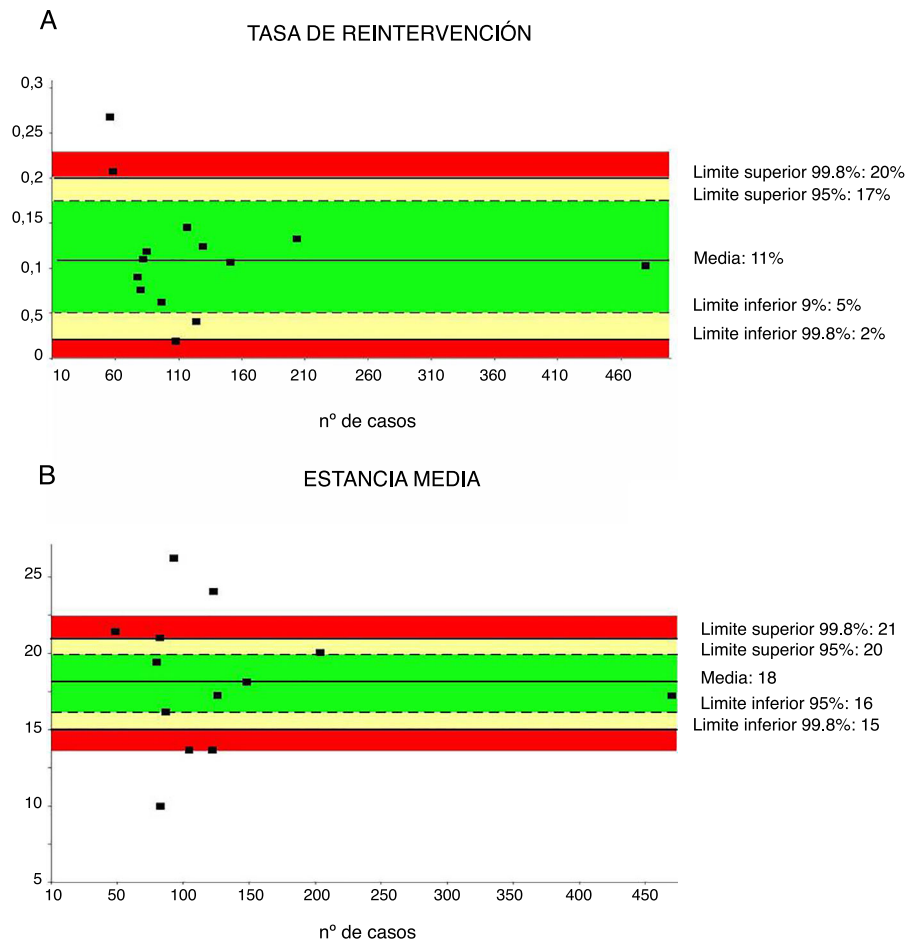 A
TASA DE REINTERVENCIÓN
0,3
0,25
0,2
0,15
0,1
0,5
0
Limite superior 99.8%: 20%
Limite superior 95%: 17%
Media: 11%
Limite inferior 9%: 5%
Limite inferior 99.8%: 2%
10 60 110 160 210 260 310 360 410 460
nº de casos
B
ESTANCIA MEDIA
25
20
15
10
5
Limite superior 99.8%: 21
Limite superior 95%: 20
Media: 18
Limite inferior 95%: 16
Limite inferior 99.8%: 15
10 50 100 150 200 250 300 350 400 450
nº de casos